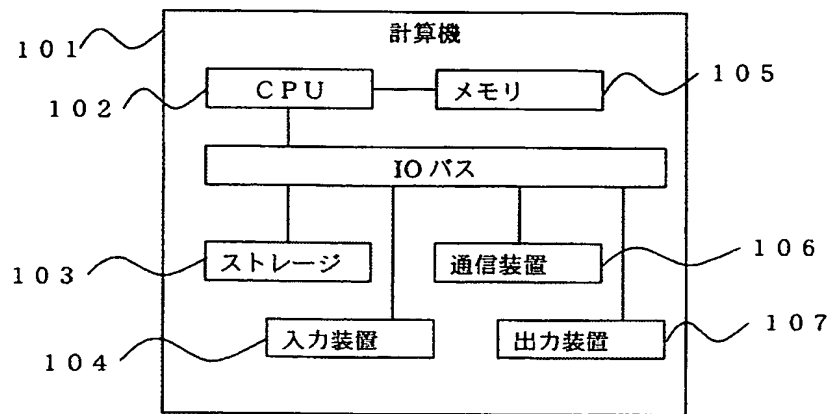 計算機
１０１
１０５
ＣＰＵ
メモリ
１０２
IO バス
１０３
ストレージ
通信装置
１０６
１０４
入力装置
出力装置
１０７